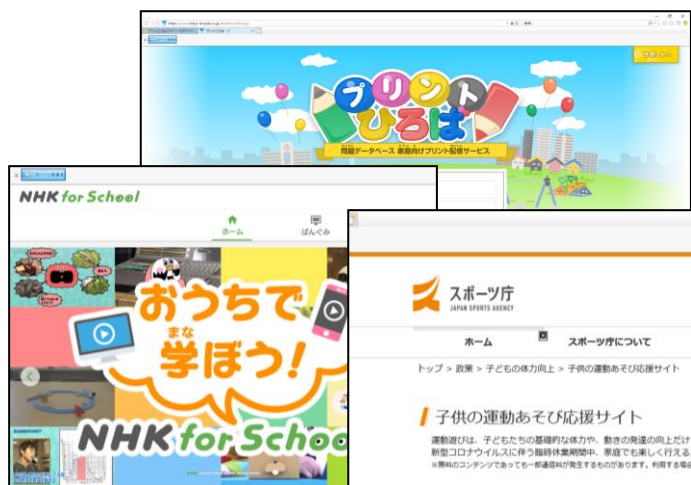 サポート
プリント
ひろば
問題データベース 家庭向けプリント配信サービス
NHK for School
ホーム
ばんぐみ
おうちで
まな
学ぼう!
NHK for Schoo
スポーツ庁
JAPAN SPORTS AGENCY
ホーム
スポーツ庁について
トップ > 政策 > 子どもの体力向上 > 子供の運動あそび応援サイト
子供の運動あそび応援サイト
運動遊びは、子どもたちの基礎的な体力や、動きの発達の向上だけ
新型コロナウイルスに伴う臨時休業期間中、家庭でも楽しく行える
※無料のコンテンツであっても一部通信料が発生するものがあります。利用する場合